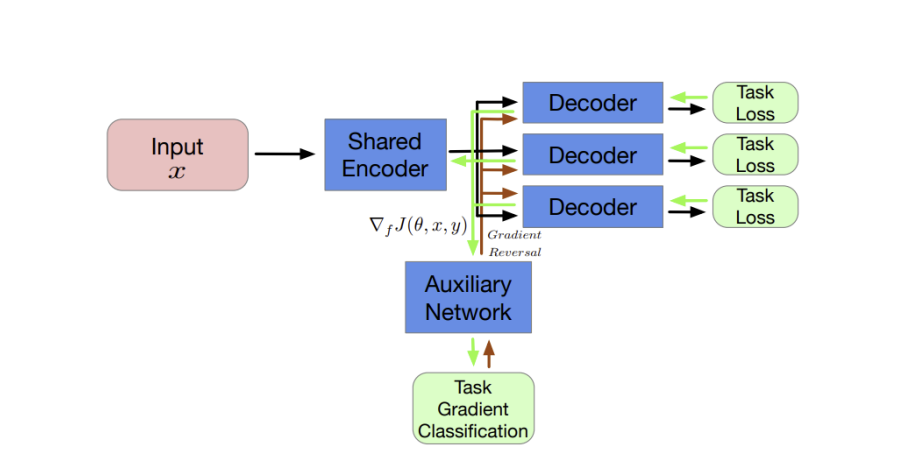 Input
x
Shared
Encoder
Decoder
Task
Loss
Decoder
Task
Loss
Decoder
Task
Loss
∇_f J(θ, x, y)
Gradient
Reversal
Auxiliary
Network
Task
Gradient
Classification